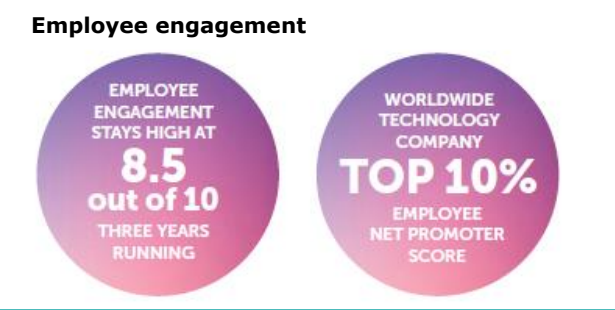 Employee engagement
EMPLOYEE
ENGAGEMENT
STAYS HIGH AT
8.5
out of 10
THREE YEARS
RUNNING
WORLDWIDE
TECHNOLOGY
COMPANY
TOP 10%
EMPLOYEE
NET PROMOTER
SCORE